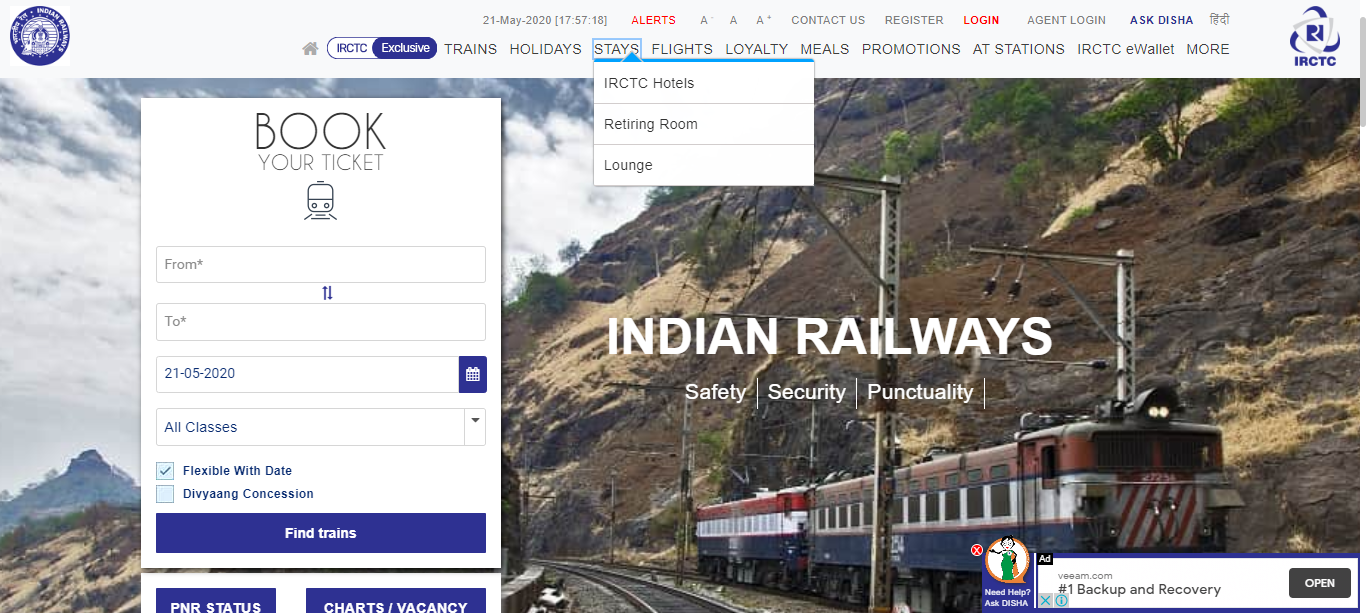 INDIAN RAILWAYS
21-May-2020 [17:57:18] ALERTS A- A A+ CONTACT US REGISTER LOGIN AGENT LOGIN ASK DISHA हिंदी
IRCTC Exclusive TRAINS HOLIDAYS STAYS FLIGHTS LOYALTY MEALS PROMOTIONS AT STATIONS IRCTC eWallet MORE
IRCTC
IRCTC Hotels
Retiring Room
Lounge
BOOK
YOUR TICKET
From*
To*
21-05-2020
All Classes
Flexible With Date
Divyaang Concession
Find trains
PNR STATUS CHARTS / VACANCY
INDIAN RAILWAYS
Safety Security Punctuality
Need Help?
Ask DISHA
Ad
veeam.com
#1 Backup and Recovery
OPEN